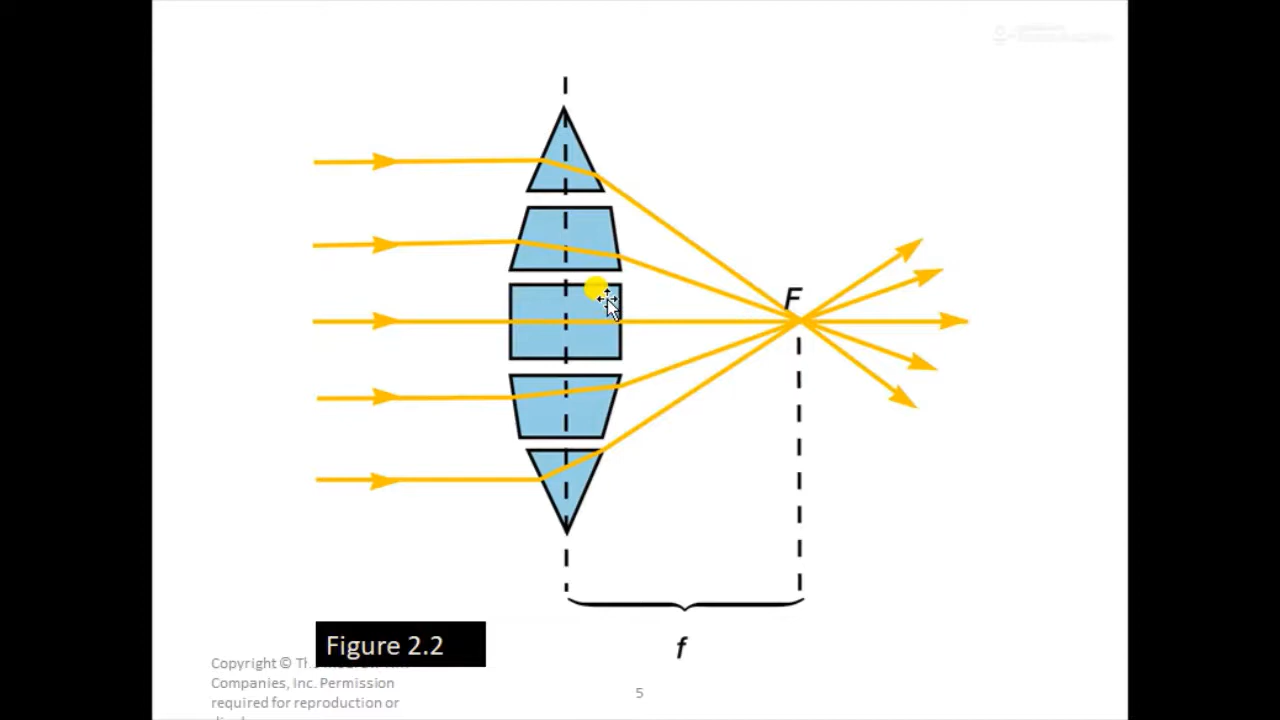 F
f
Figure 2.2
Copyright ©
Companies, Inc. Permission
required for reproduction or
5